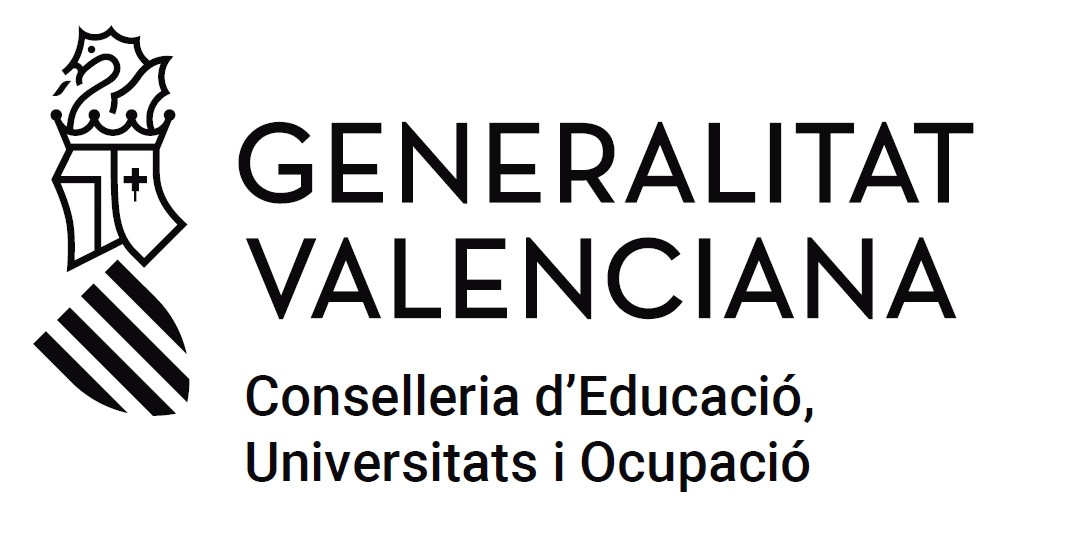 GENERALITAT
VALENCIANA
Conselleria d’Educació,
Universitats i Ocupació